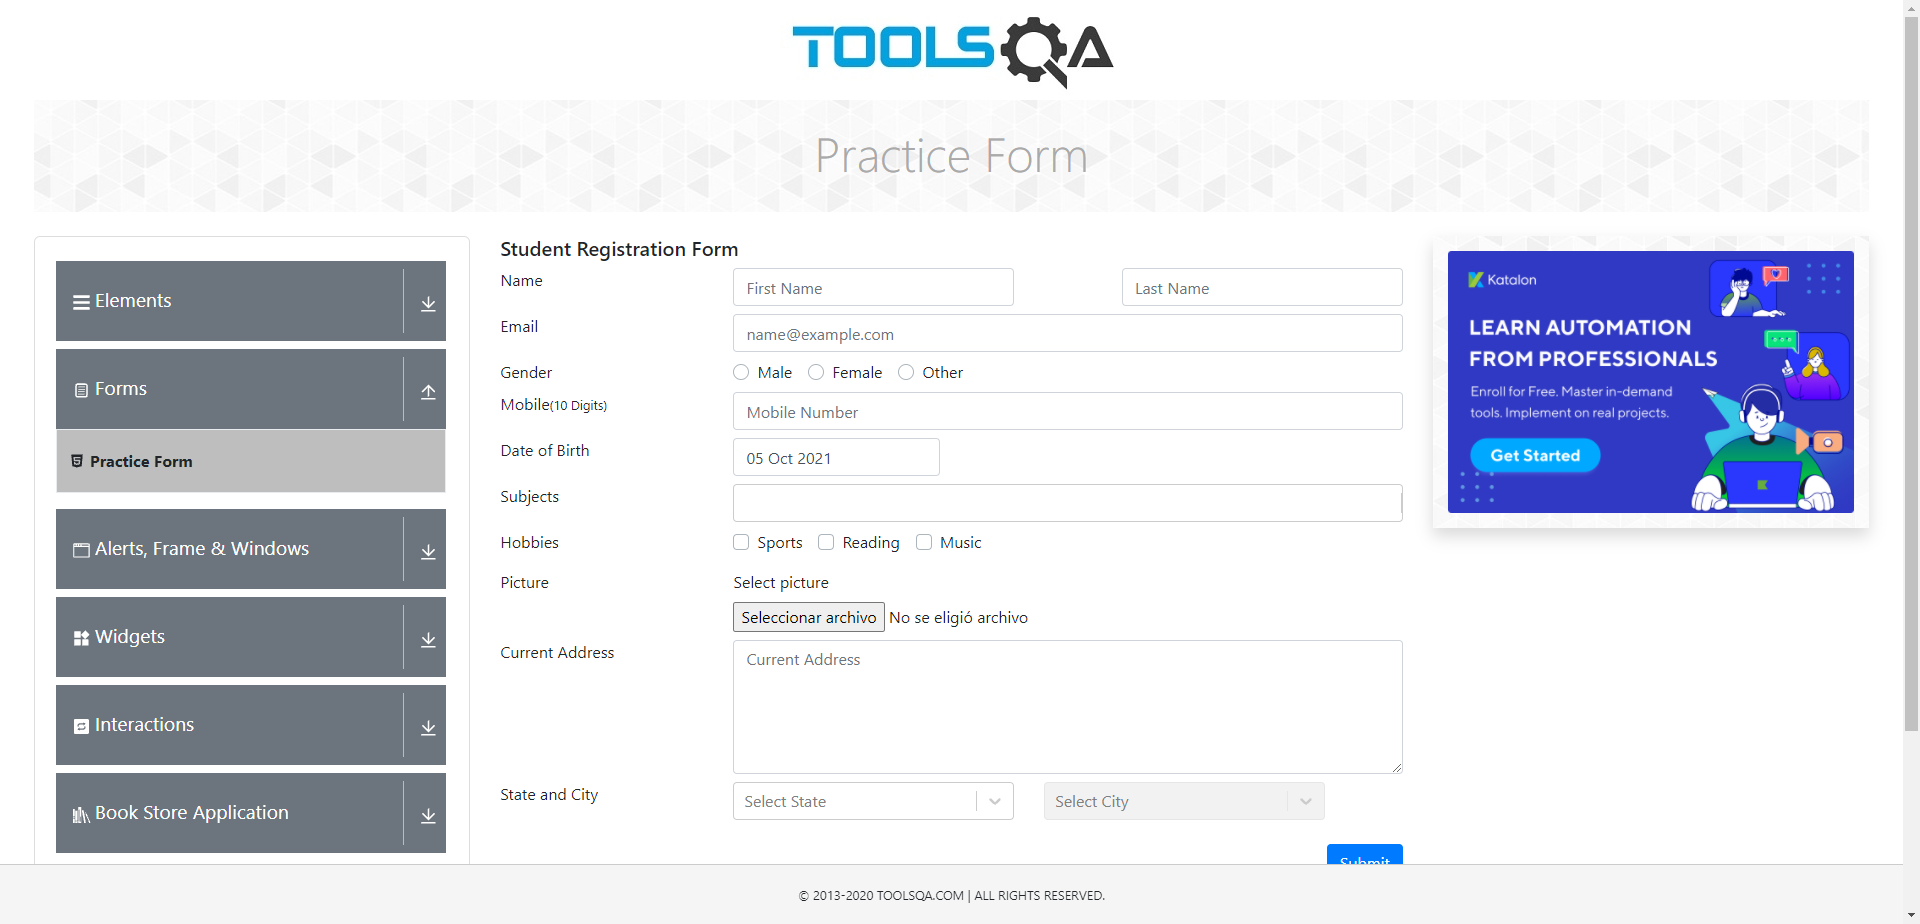 TOOLSQA
Practice Form
Elements
Forms
Practice Form
Alerts, Frame & Windows
Widgets
Interactions
Book Store Application
Student Registration Form
Name
First Name
Last Name
Email
name@example.com
Gender
Male Female Other
Mobile(10 Digits)
Mobile Number
Date of Birth
05 Oct 2021
Subjects
Hobbies
Sports Reading Music
Picture
Select picture
Seleccionar archivo No se eligió archivo
Current Address
Current Address
State and City
Select State
Select City
Submit
Katalon
LEARN AUTOMATION
FROM PROFESSIONALS
Enroll for Free. Master in-demand
tools. Implement on real projects.
Get Started
© 2013-2020 TOOLSQA.COM | ALL RIGHTS RESERVED.